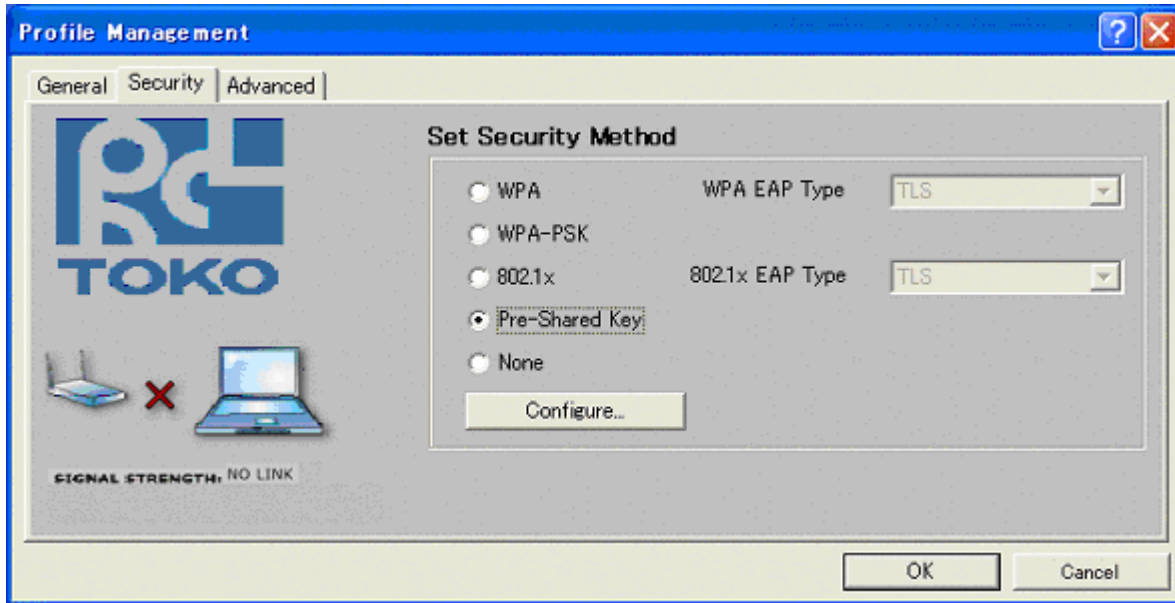 Profile Management
General Security Advanced
TOKO
Set Security Method
WPA WPA EAP Type TLS
WPA-PSK
802.1x 802.1x EAP Type TLS
Pre-Shared Key
None
Configure...
SIGNAL STRENGTH: NO LINK
OK Cancel